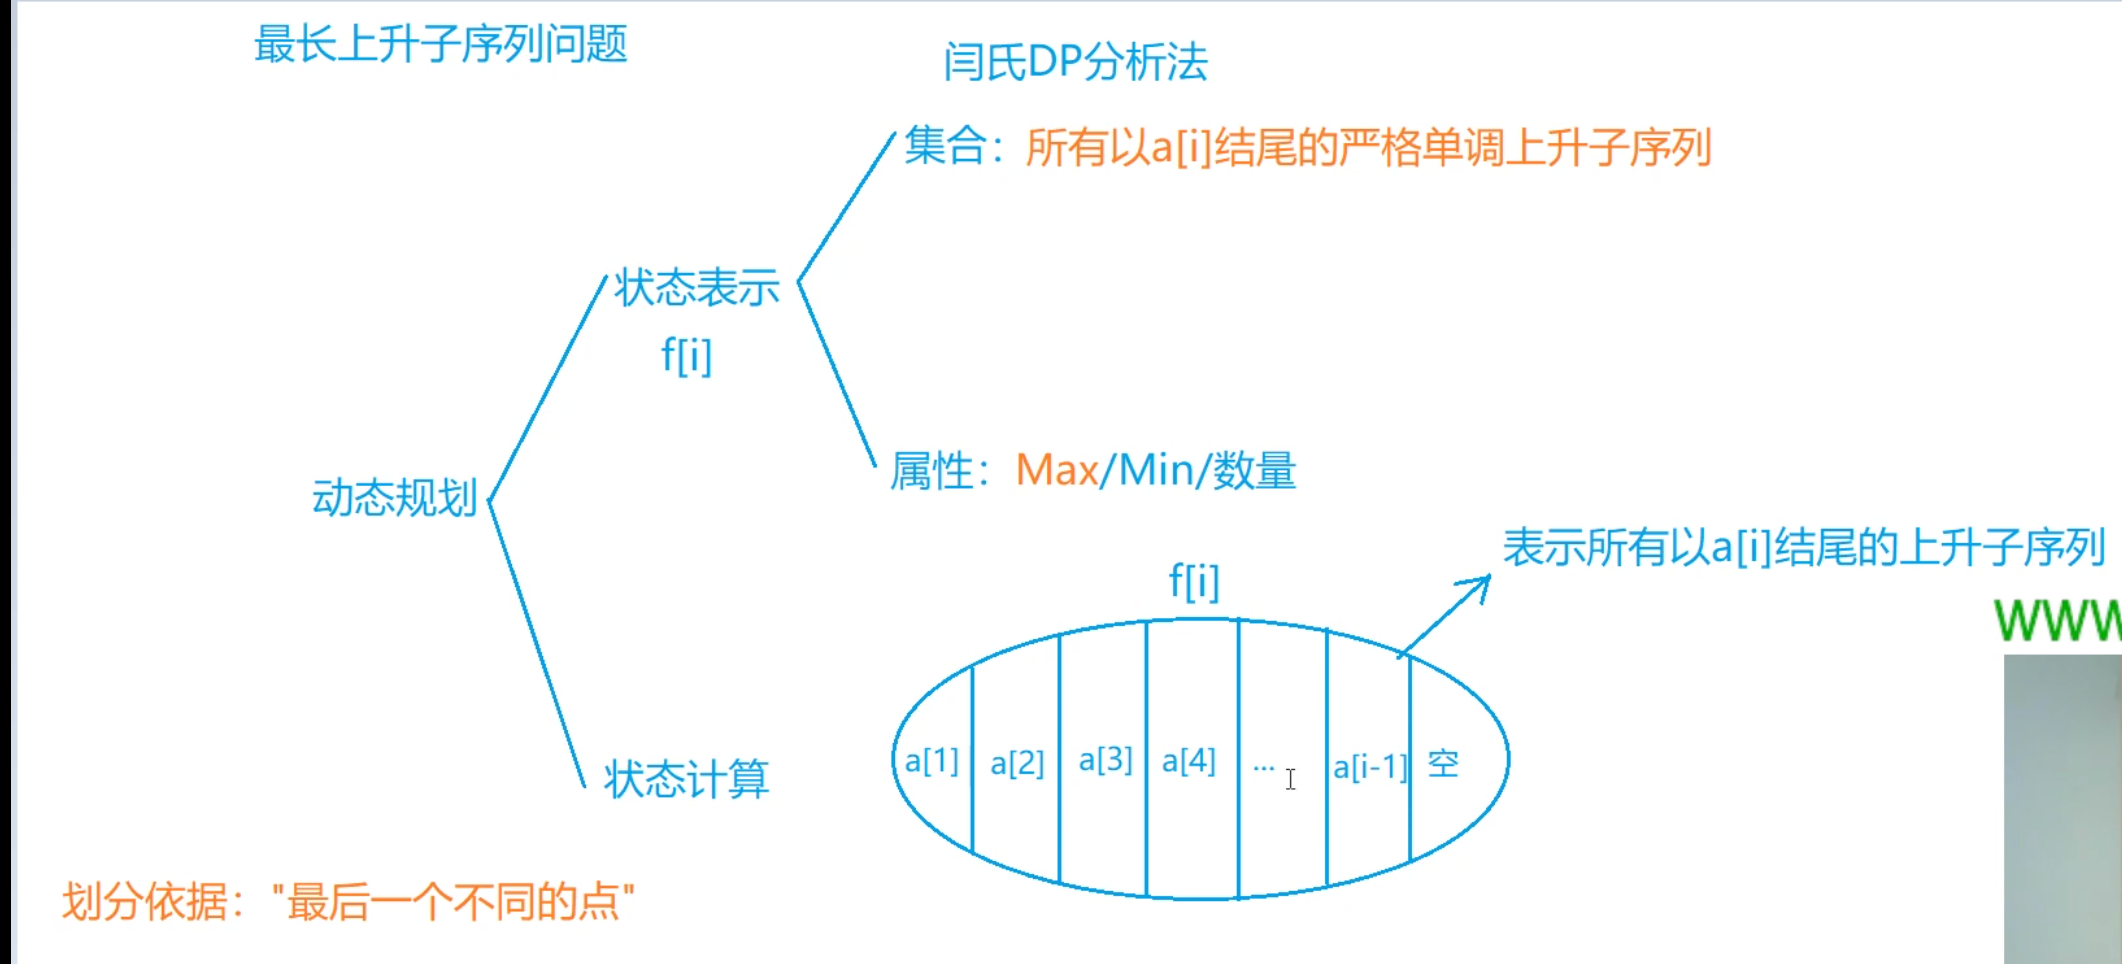 最长上升子序列问题
闫氏DP分析法
集合：所有以a[i]结尾的严格单调上升子序列
状态表示
f[i]
属性：Max/Min/数量
动态规划
表示所有以a[i]结尾的上升子序列
f[i]
WWW
a[1] a[2] a[3] a[4] ... a[i-1] 空
状态计算
划分依据："最后一个不同的点"